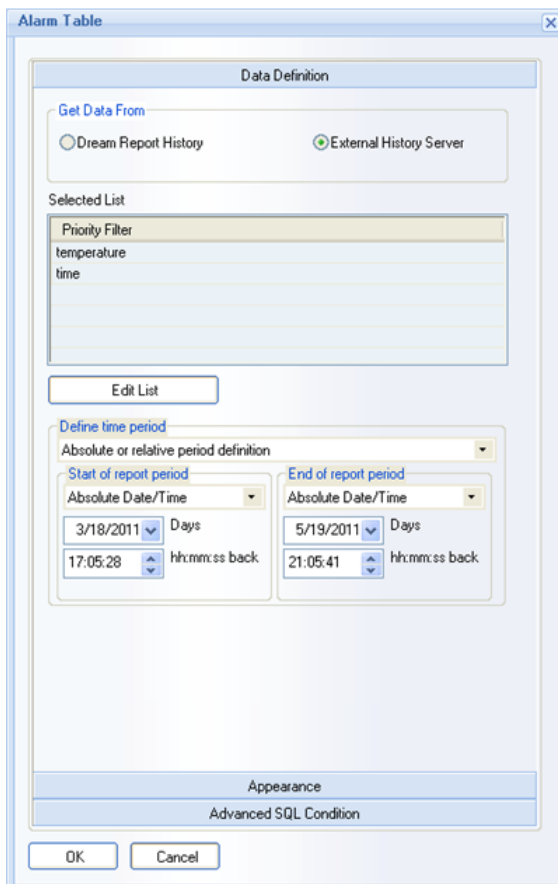 Alarm Table
Data Definition
Get Data From
Dream Report History External History Server
Selected List
Priority Filter
temperature
time
Edit List
Define time period
Absolute or relative period definition
Start of report period End of report period
Absolute Date/Time Absolute Date/Time
3/18/2011 Days 5/19/2011 Days
17:05:28 hh:mm:ss back 21:05:41 hh:mm:ss back
Appearance
Advanced SQL Condition
OK Cancel